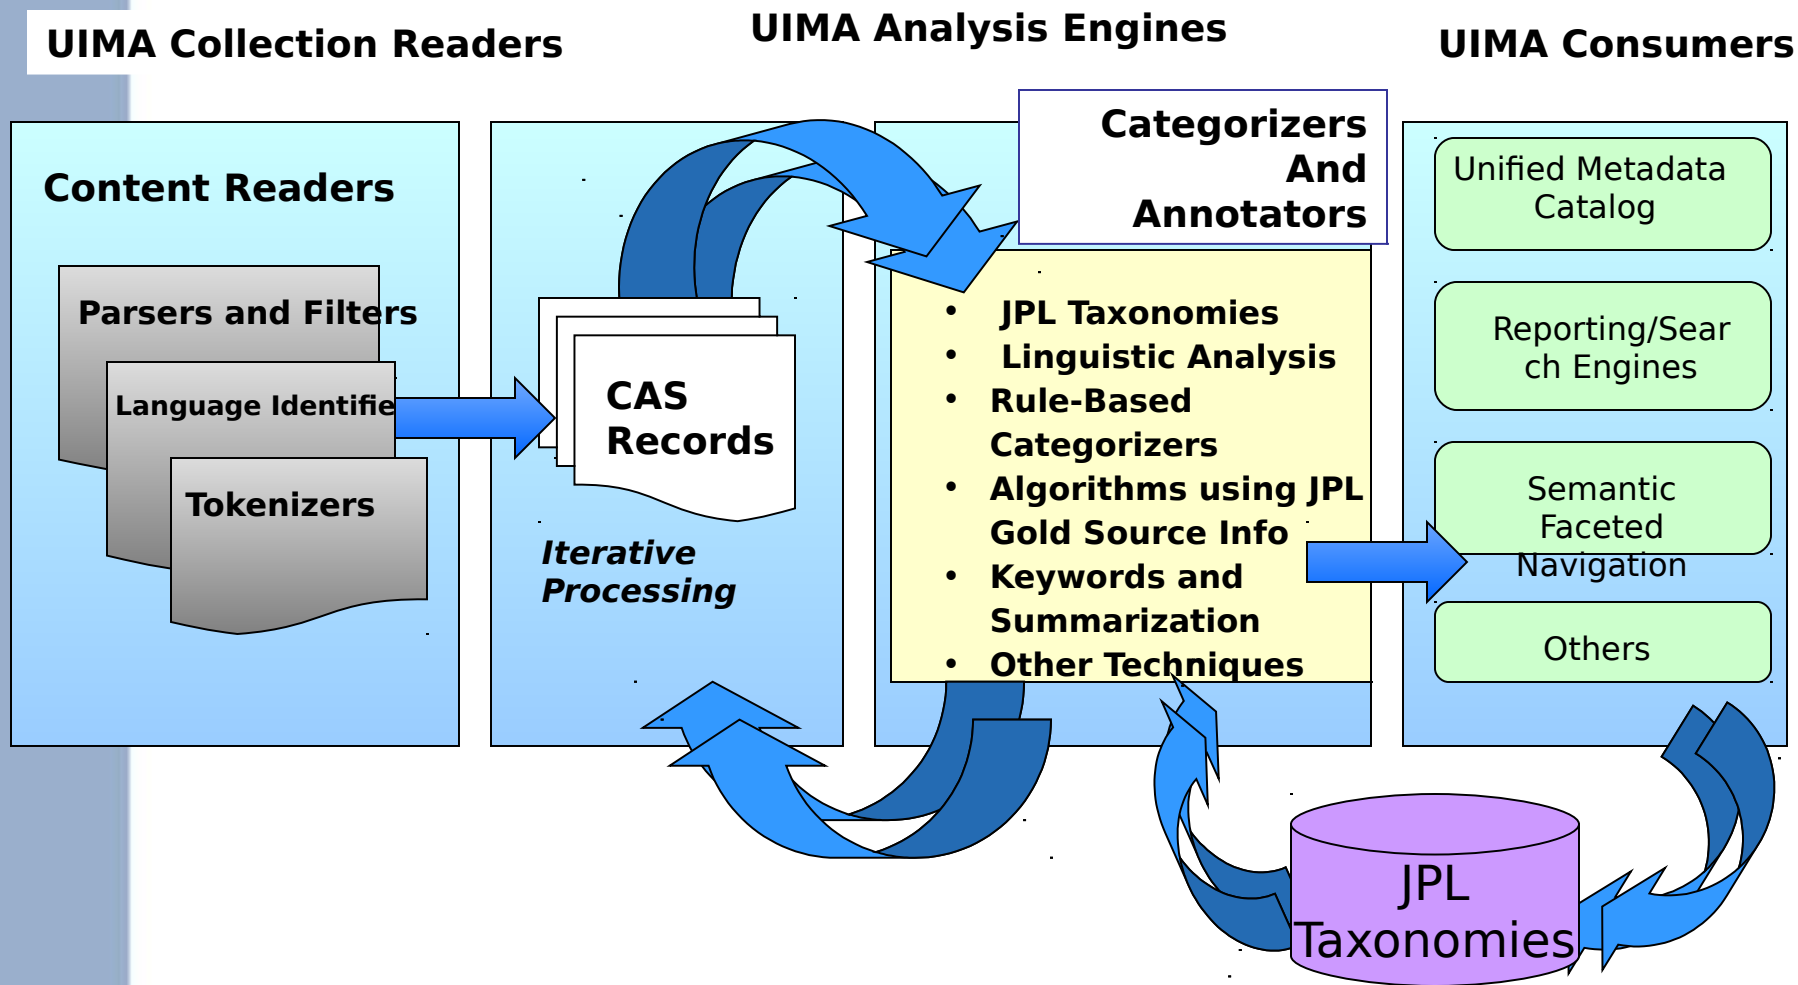 UIMA Collection Readers
UIMA Analysis Engines
UIMA Consumers
Content Readers
Parsers and Filters
Language Identifie
Tokenizers
CAS
Records
Iterative
Processing
Categorizers
And
Annotators
• JPL Taxonomies
• Linguistic Analysis
• Rule-Based
Categorizers
• Algorithms using JPL
Gold Source Info
• Keywords and
Summarization
• Other Techniques
Unified Metadata
Catalog
Reporting/Sear
ch Engines
Semantic
Faceted
Navigation
Others
JPL
Taxonomies